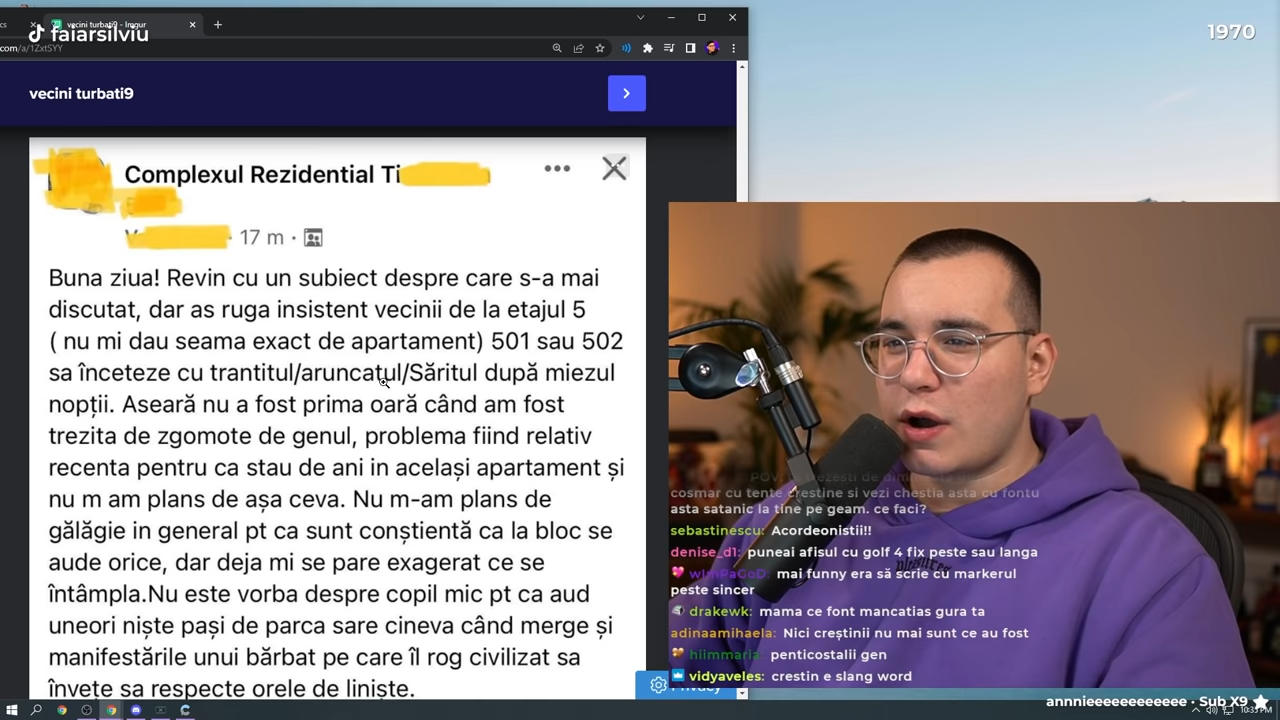 vecini turbati9 - Imgur
faiarsilviu
com/a/1ZxtSYY
1970
vecini turbati9
Complexul Rezidential Ti
17 m
Buna ziua! Revin cu un subiect despre care s-a mai
discutat, dar as ruga insistent vecinii de la etajul 5
( nu mi dau seama exact de apartament) 501 sau 502
sa înceteze cu trantitul/aruncatul/Săritul după miezul
nopții. Aseară nu a fost prima oară când am fost
trezita de zgomote de genul, problema fiind relativ
recenta pentru ca stau de ani in același apartament și
nu m am plans de așa ceva. Nu m-am plans de
gălăgie in general pt ca sunt conștientă ca la bloc se
aude orice, dar deja mi se pare exagerat ce se
întâmpla.Nu este vorba despre copil mic pt ca aud
uneori niște pași de parca sare cineva când merge și
manifestările unui bărbat pe care îl rog civilizat sa
învețe sa respecte orele de liniște.
Privacy
cosmar cu tente crestine si vezi chestia asta cu fontu
asta satanic la tine pe geam. ce faci?
sebastinescu: Acordeonistii!!
denise_d1: puneai afisul cu golf 4 fix peste sau langa
wImPaGoD: mai funny era să scrie cu markerul
peste sincer
drakewk: mama ce font mancatias gura ta
adinaamihaela: Nici creștinii nu mai sunt ce au fost
hiimmaria: penticostalii gen
vidyaveles: crestin e slang word
annnieeeeeeeeeeee • Sub X9
10:35 PM